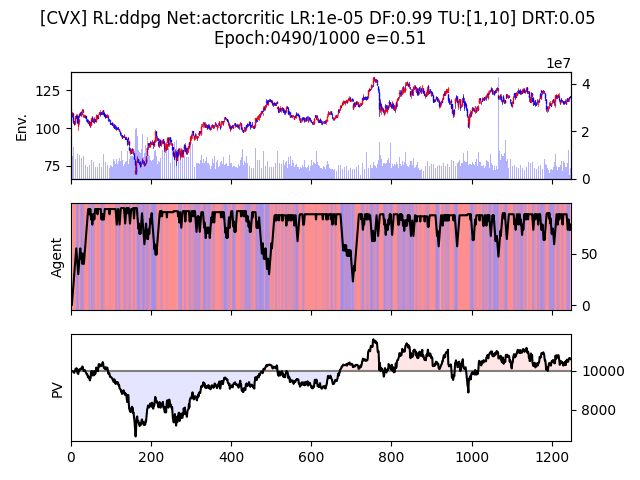 [CVX] RL:ddpg Net:actorcritic LR:1e-05 DF:0.99 TU:[1,10] DRT:0.05
Epoch:0490/1000 e=0.51
1e7
125
100
75
Env.
4
2
0
Agent
50
0
PV
10000
8000
0
200
400
600
800
1000
1200